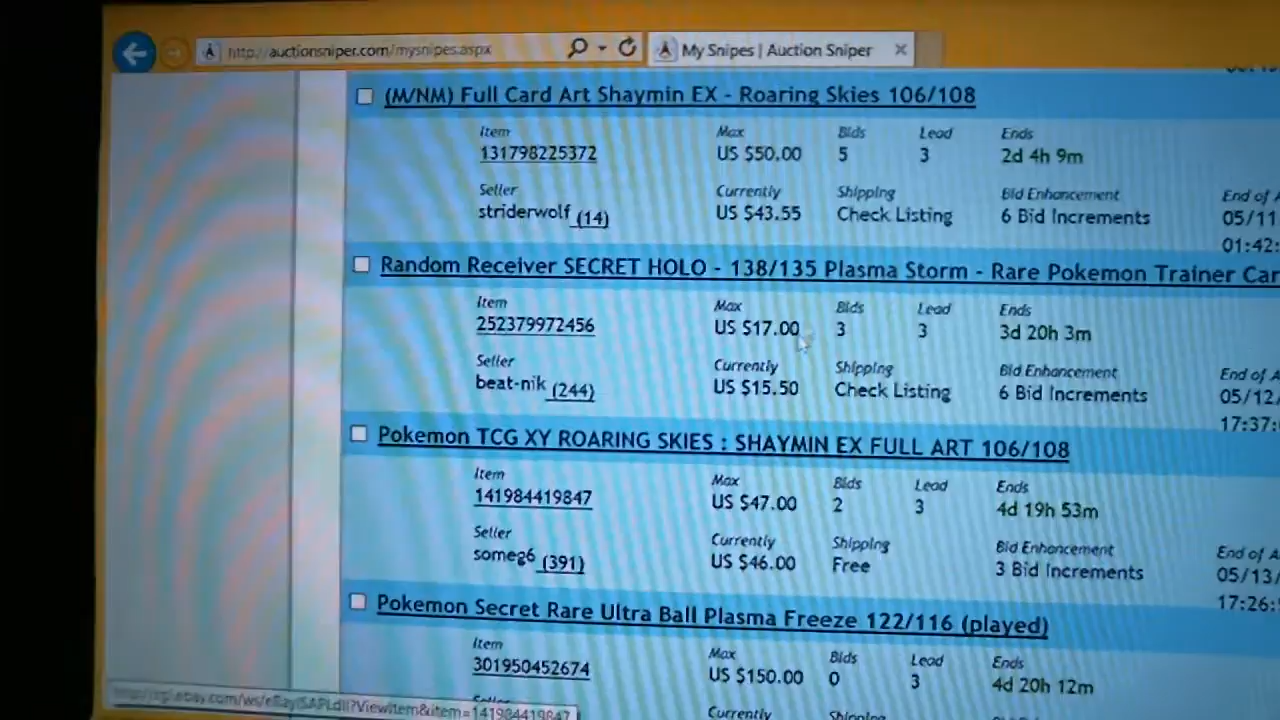 http://auctionsniper.com/mysnipes.aspx
My Snipes | Auction Sniper
(M/NM) Full Card Art Shaymin EX - Roaring Skies 106/108
Item Max Bids Lead Ends
131798225372 US $50.00 5 3 2d 4h 9m
Seller Currently Shipping Bid Enhancement End of A
striderwolf (14) US $43.55 Check Listing 6 Bid Increments 05/11
01:42:
Random Receiver SECRET HOLO - 138/135 Plasma Storm - Rare Pokemon Trainer Car
Item Max Bids Lead Ends
252379972456 US $17.00 3 3 3d 20h 3m
Seller Currently Shipping Bid Enhancement End of A
beat-nik (244) US $15.50 Check Listing 6 Bid Increments 05/12
17:37:
Pokemon TCG XY ROARING SKIES : SHAYMIN EX FULL ART 106/108
Item Max Bids Lead Ends
141984419847 US $47.00 2 3 4d 19h 53m
Seller Currently Shipping Bid Enhancement End of A
someg6 (391) US $46.00 Free 3 Bid Increments 05/13/
17:26:
Pokemon Secret Rare Ultra Ball Plasma Freeze 122/116 (played)
Item Max Bids Lead Ends
301950452674 US $150.00 0 3 4d 20h 12m
Currently Shipping